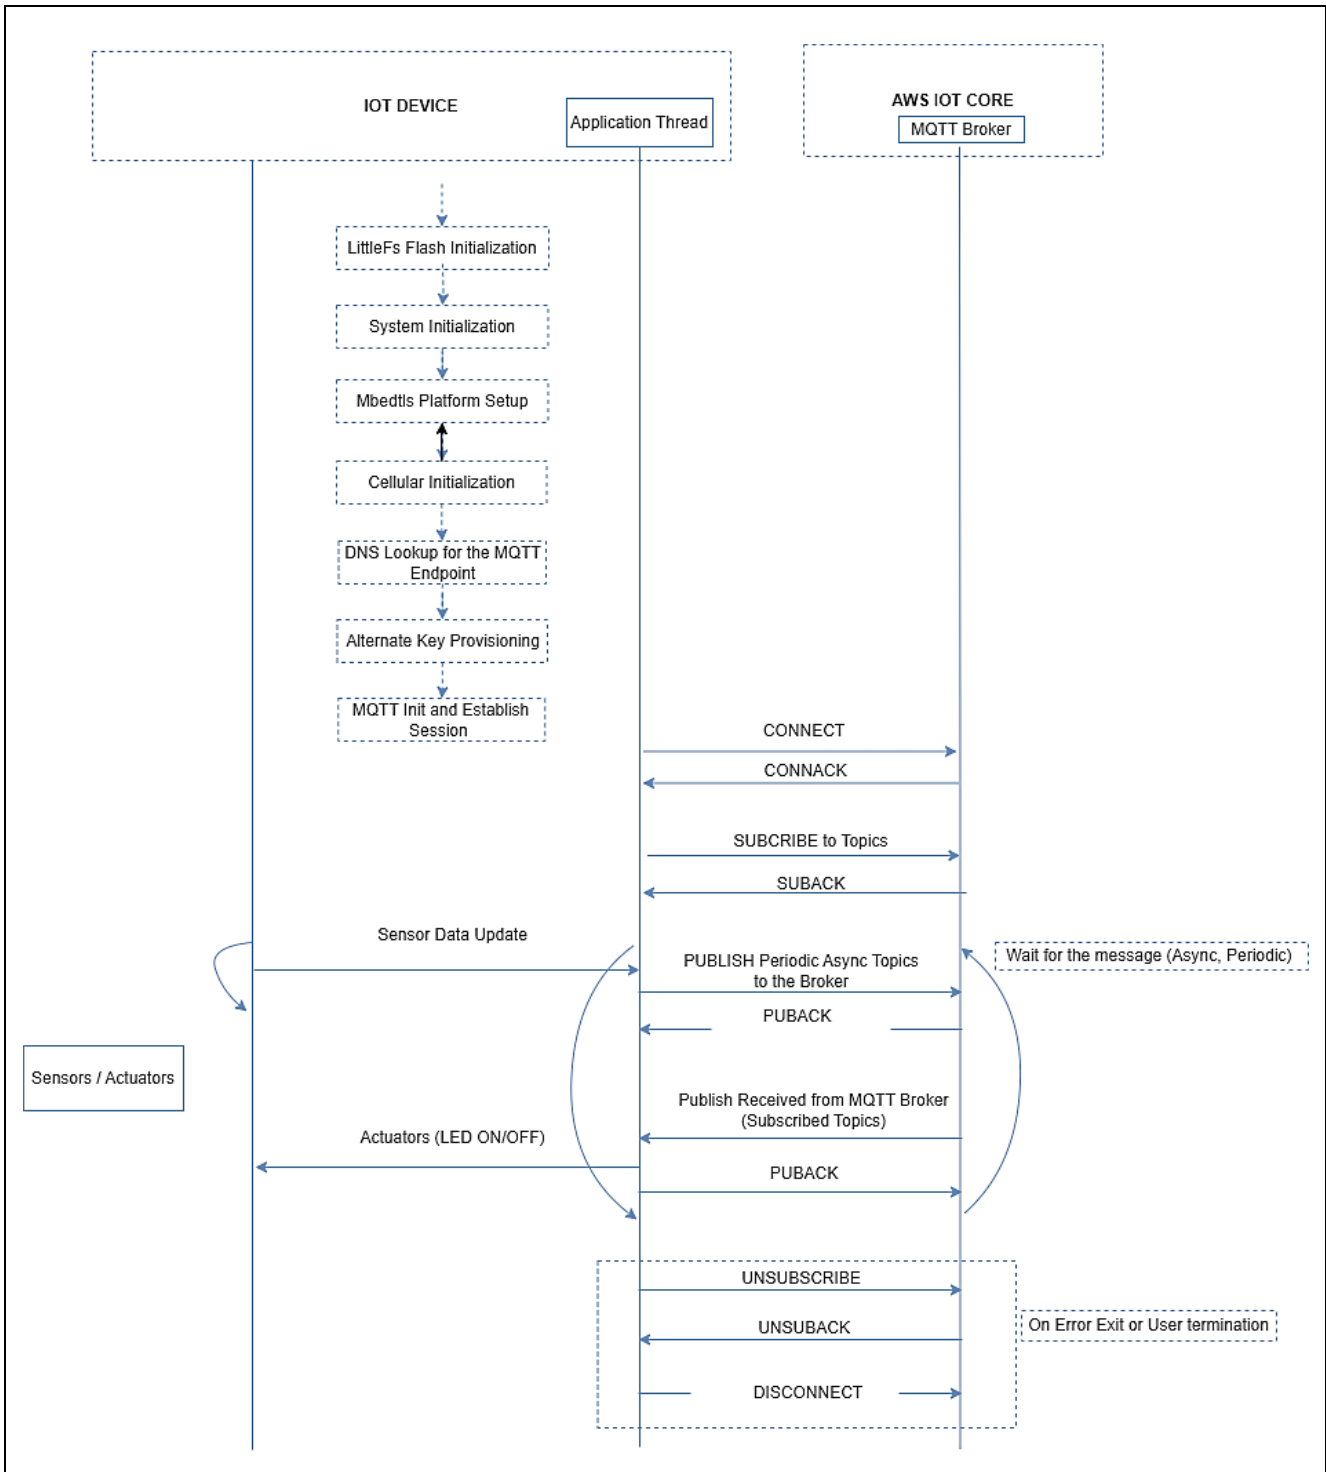 IOT DEVICE
Application Thread
AWS IOT CORE
MQTT Broker
LittleFs Flash Initialization
System Initialization
Mbedtls Platform Setup
Cellular Initialization
DNS Lookup for the MQTT
Endpoint
Alternate Key Provisioning
MQTT Init and Establish
Session
CONNECT
CONNACK
SUBCRIBE to Topics
SUBACK
Sensor Data Update
PUBLISH Periodic Async Topics
to the Broker
Wait for the message (Async, Periodic)
PUBACK
Sensors / Actuators
Publish Received from MQTT Broker
(Subscribed Topics)
Actuators (LED ON/OFF)
PUBACK
UNSUBSCRIBE
UNSUBACK
On Error Exit or User termination
DISCONNECT